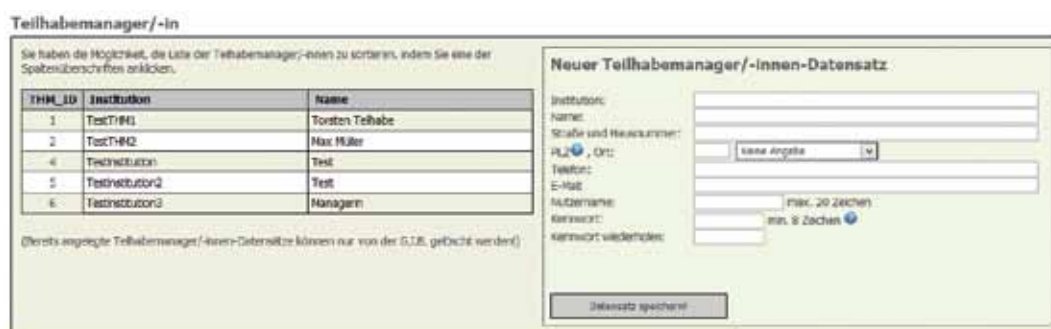 Teilhabemanager/-in
Sie haben die Möglichkeit, die Liste der Teilhabemanager/-innen zu sortieren, indem Sie eine der
Spaltenüberschriften anklicken.
THM_ID Institution Name
1 TestTHM1 Torsten Teilhabe
2 TestTHM2 Max Müller
4 Testinstitution Test
5 Testinstitution2 Test
6 Testinstitution3 Managerin
(Bereits angelegte Teilhabemanager/-innen-Datensätze können nur von der G.I.B. gelöscht werden!)
Neuer Teilhabemanager/-innen-Datensatz
Institution:
Name:
Straße und Hausnummer:
PLZ , Ort: Keine Angabe
Telefon:
E-Mail:
Nutzername: max. 20 Zeichen
Kennwort: min. 8 Zeichen
Kennwort wiederholen:
Datensatz speichern!